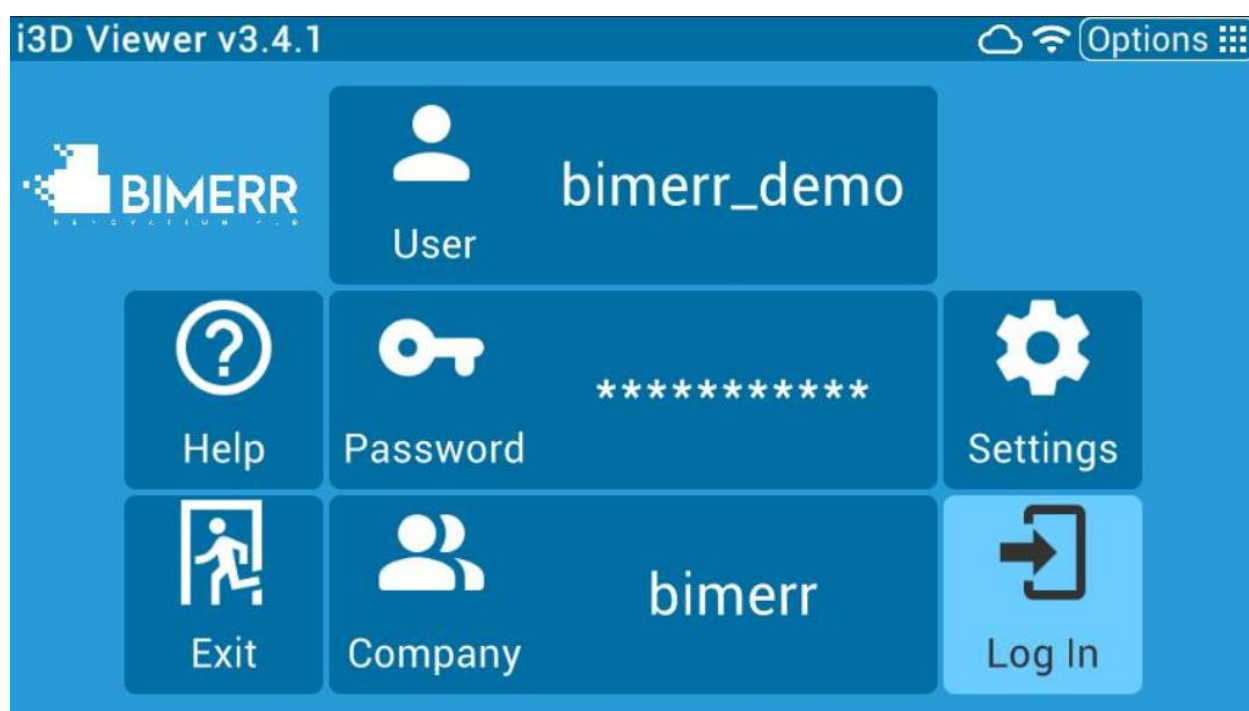 i3D Viewer v3.4.1
Options
BIMERR
User
bimerr_demo
Help
Password
***********
Settings
Exit
Company
bimerr
Log In